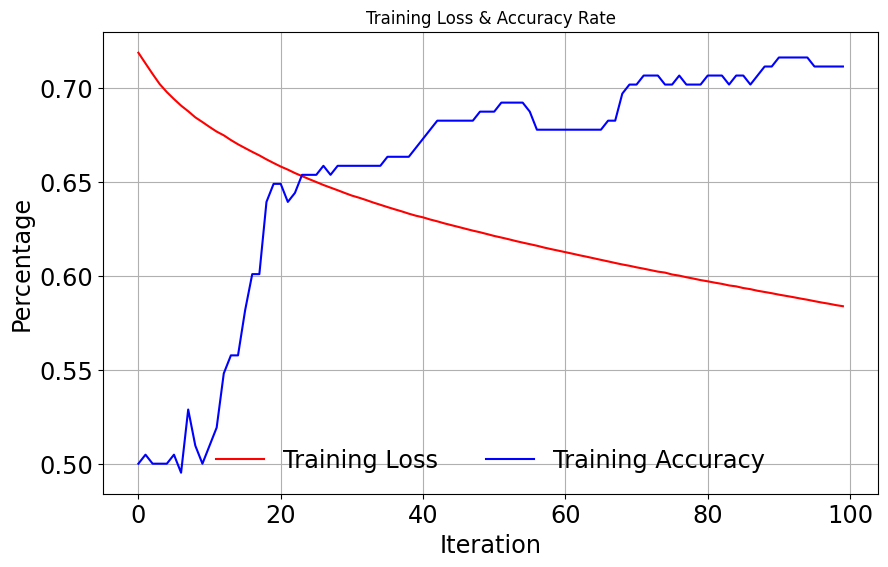 Training Loss & Accuracy Rate
Percentage
0.70
0.65
0.60
0.55
0.50
Training Loss
Training Accuracy
0
20
40
60
80
100
Iteration